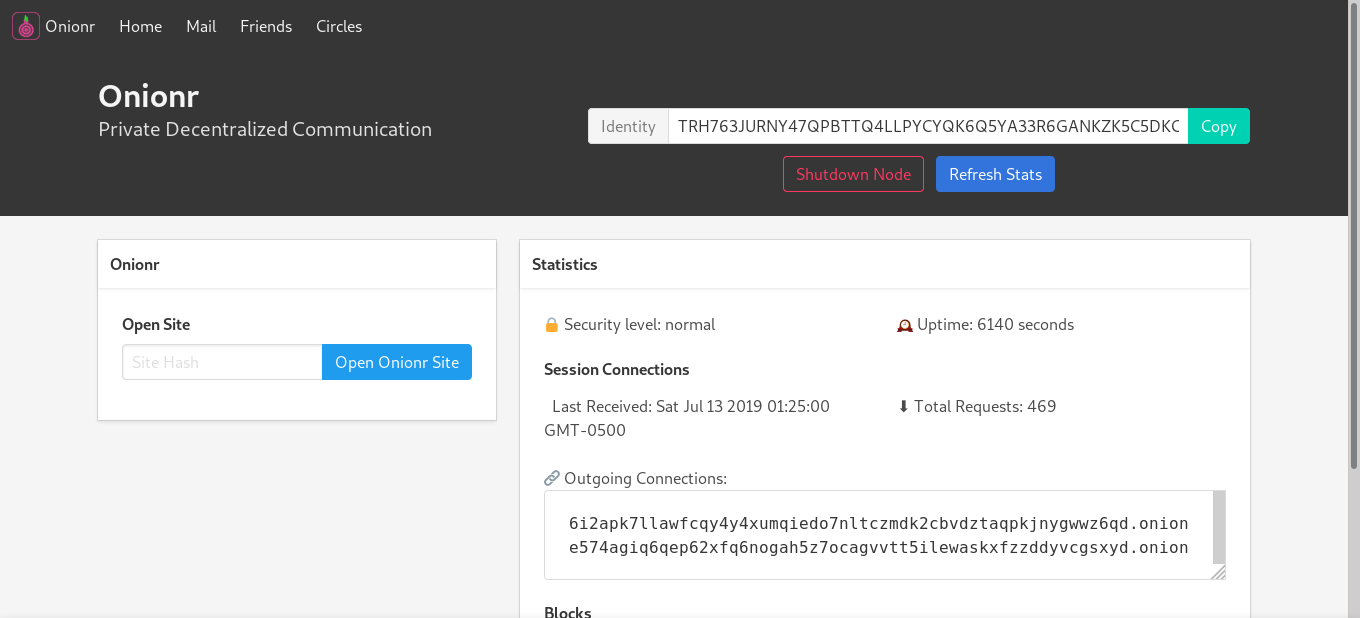 Onionr Home Mail Friends Circles
Onionr
Private Decentralized Communication
Identity TRH763JURNY47QPBTTQ4LLPYCYQK6Q5YA33R6GANKZK5C5DKC Copy
Shutdown Node Refresh Stats
Onionr
Open Site
Site Hash Open Onionr Site
Statistics
Security level: normal Uptime: 6140 seconds
Session Connections
Last Received: Sat Jul 13 2019 01:25:00 Total Requests: 469
GMT-0500
Outgoing Connections:
6i2apk7llawfcqy4y4xumqiedo7nltczmdk2cbvdztaqpkjnygwwz6qd.onion
e574agiq6qep62xfq6nogah5z7ocagvvtt5ilewaskxfzzddyvcgsxyd.onion
Blocks